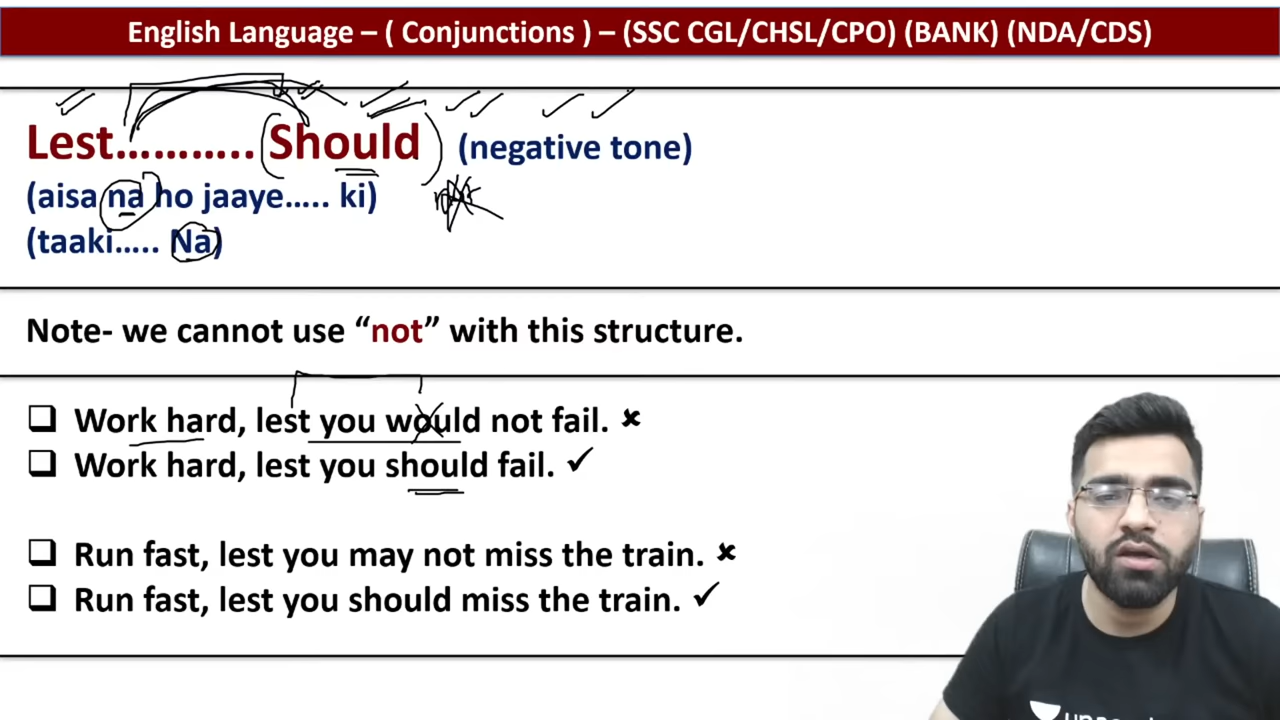 English Language – ( Conjunctions ) – (SSC CGL/CHSL/CPO) (BANK) (NDA/CDS)
Lest……….. Should (negative tone)
(aisa na ho jaaye….. ki)
(taaki….. Na)
Note- we cannot use “not” with this structure.
❑ Work hard, lest you would not fail. ✘
❑ Work hard, lest you should fail. ✓
❑ Run fast, lest you may not miss the train. ✘
❑ Run fast, lest you should miss the train. ✓